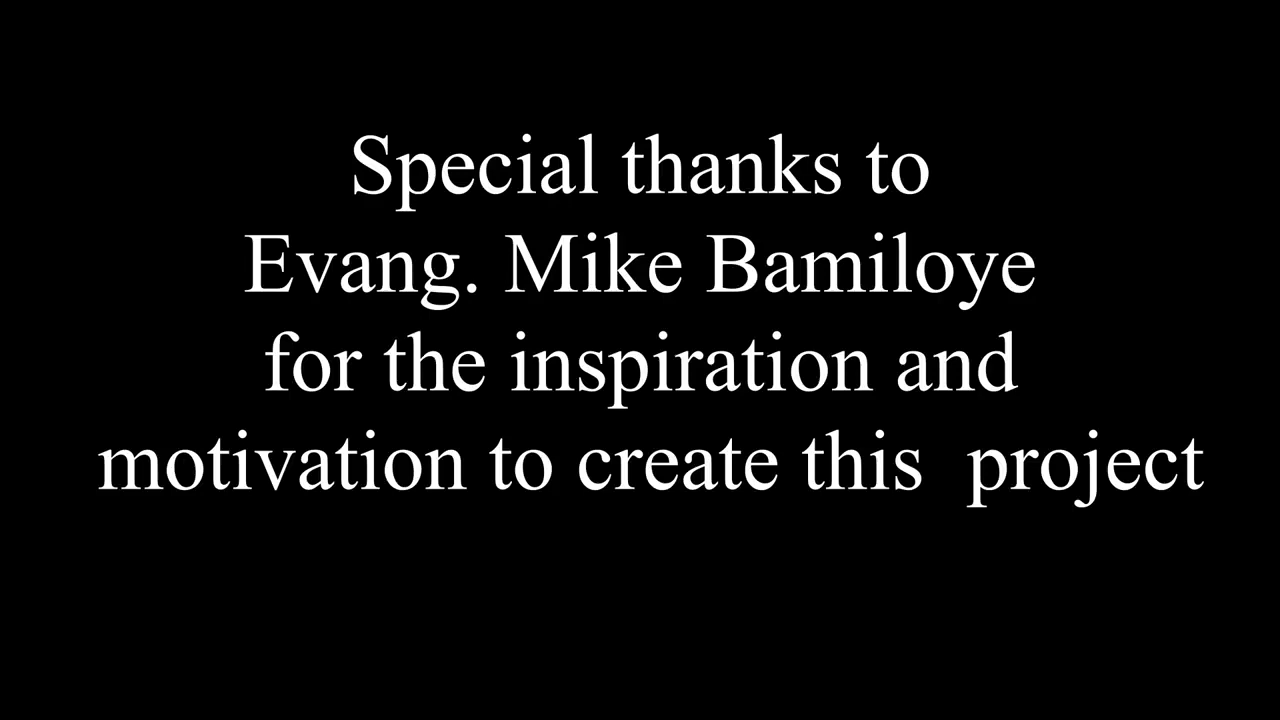 Special thanks to
Evang. Mike Bamiloye
for the inspiration and
motivation to create this  project